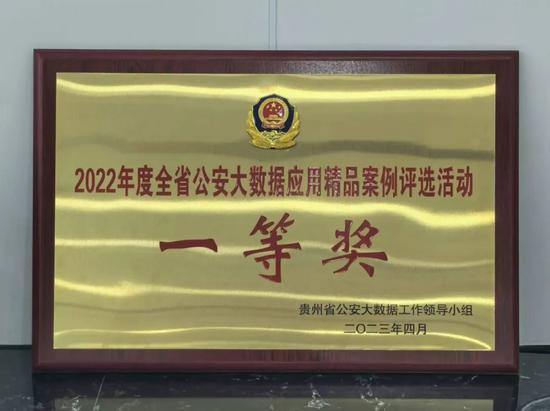 2022年度全省公安大数据应用精品案例评选活动
一等奖
贵州省公安大数据工作领导小组
二〇二三年四月